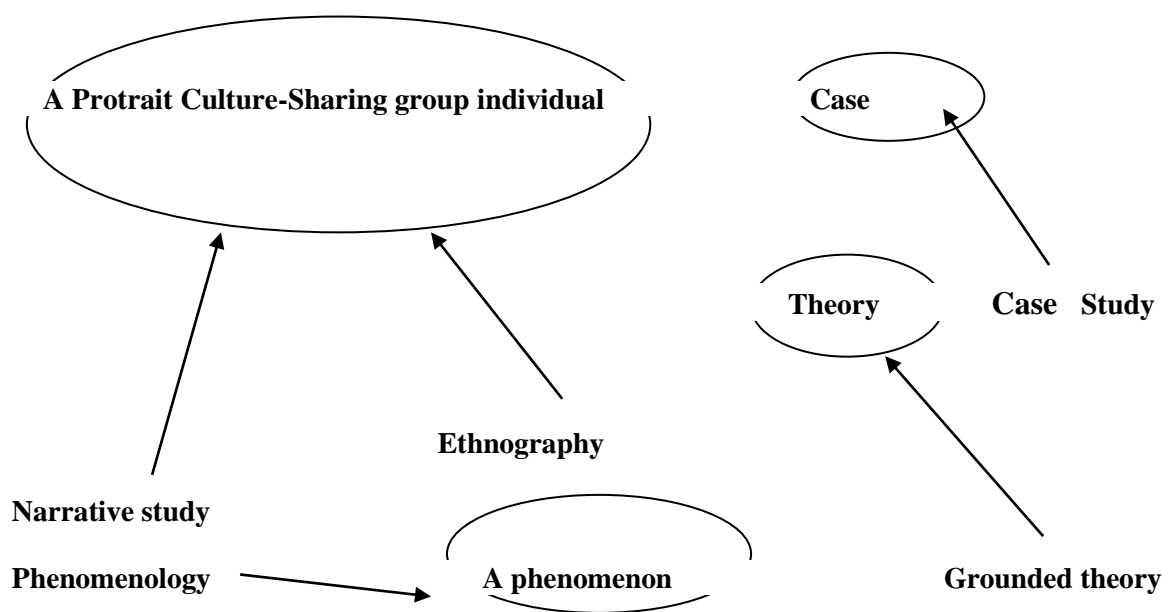 A Protrait Culture-Sharing group individual
Case
Theory
Case Study
Ethnography
Narrative study
Phenomenology
A phenomenon
Grounded theory